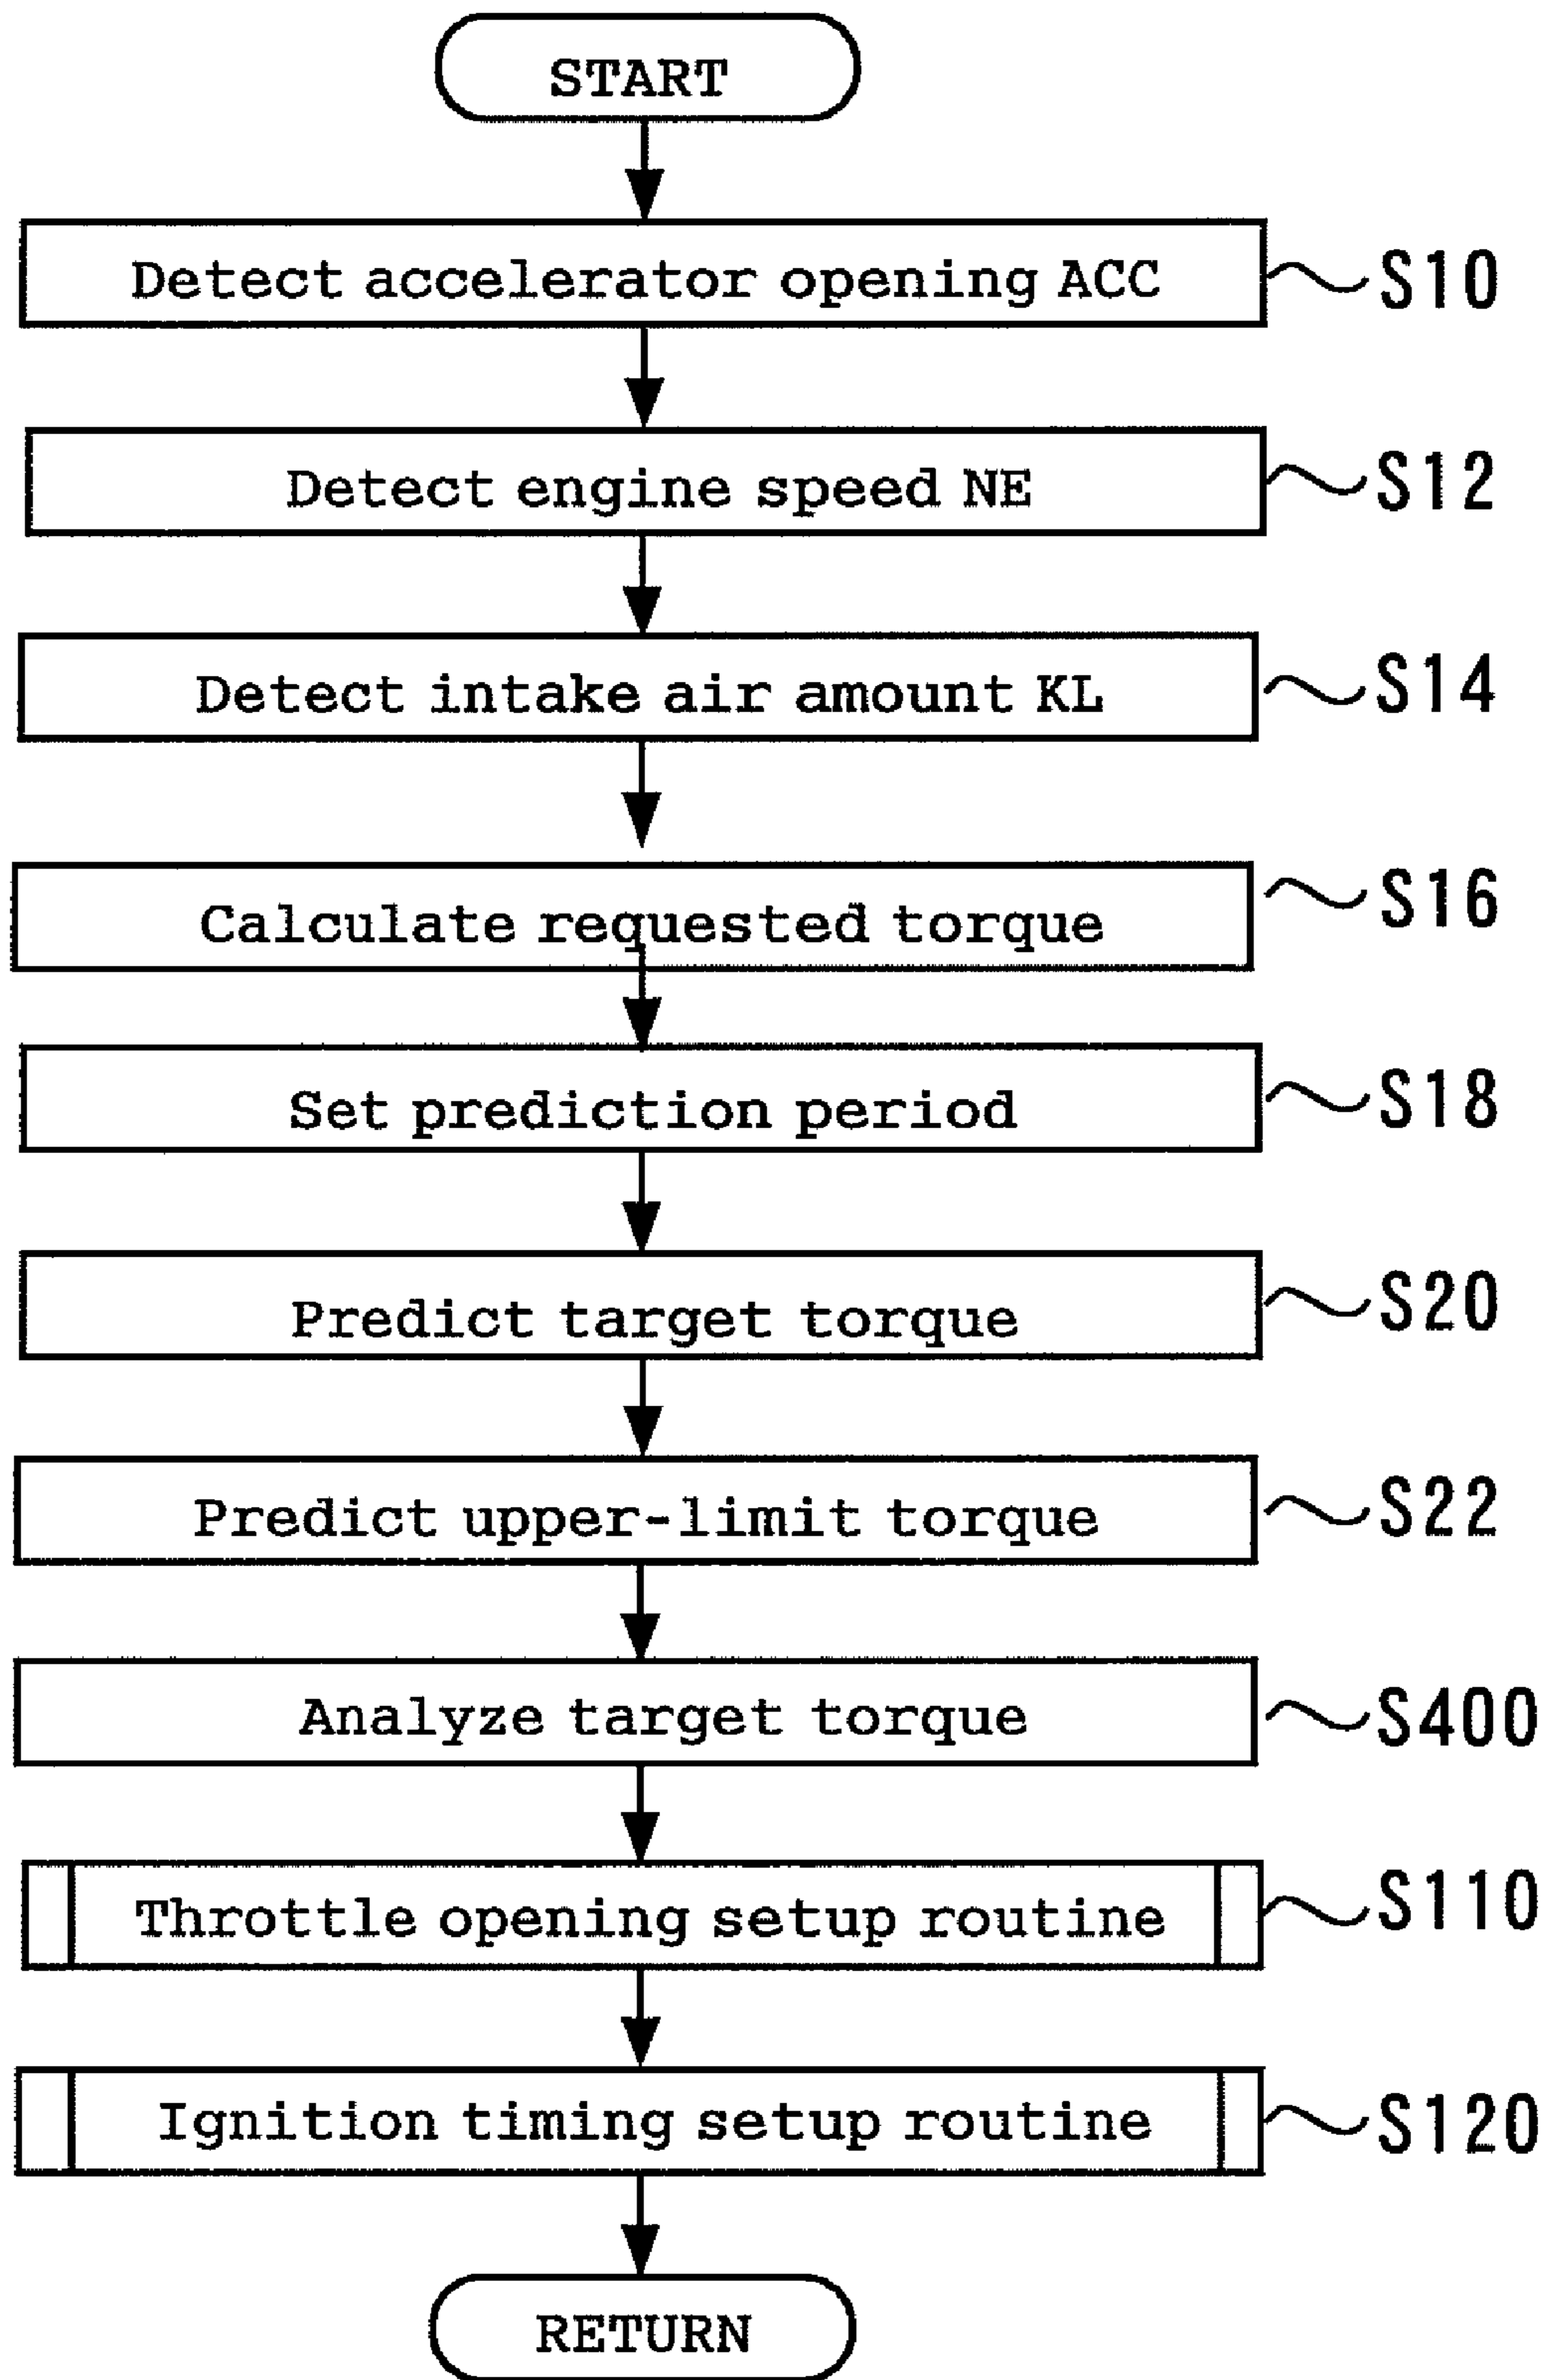 START
Detect accelerator opening ACC S10
Detect engine speed NE S12
Detect intake air amount KL S14
Calculate requested torque S16
Set prediction period S18
Predict target torque S20
Predict upper-limit torque S22
Analyze target torque S400
Throttle opening setup routine S110
Ignition timing setup routine S120
RETURN